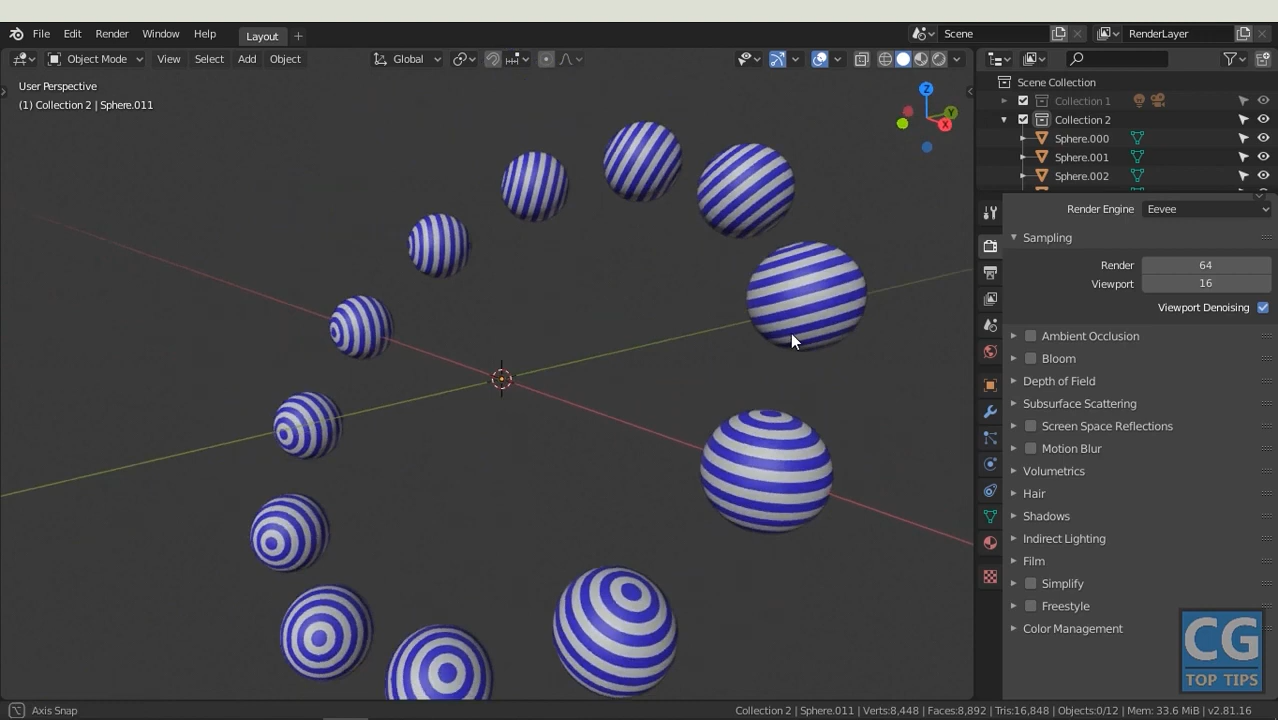 File Edit Render Window Help Layout Scene RenderLayer
Object Mode View Select Add Object Global
User Perspective
(1) Collection 2 | Sphere.011
Z
Y
X
Scene Collection
Collection 1
Collection 2
Sphere.000
Sphere.001
Sphere.002
Render Engine Eevee
Sampling
Render 64
Viewport 16
Viewport Denoising
Ambient Occlusion
Bloom
Depth of Field
Subsurface Scattering
Screen Space Reflections
Motion Blur
Volumetrics
Hair
Shadows
Indirect Lighting
Film
Simplify
Freestyle
Color Management
CG
TOP TIPS
Axis Snap Collection 2 | Sphere.011 | Verts:8,448 | Faces:8,892 | Tris:16,848 | Objects:0/12 | Mem: 33.6 MiB | v2.81.16